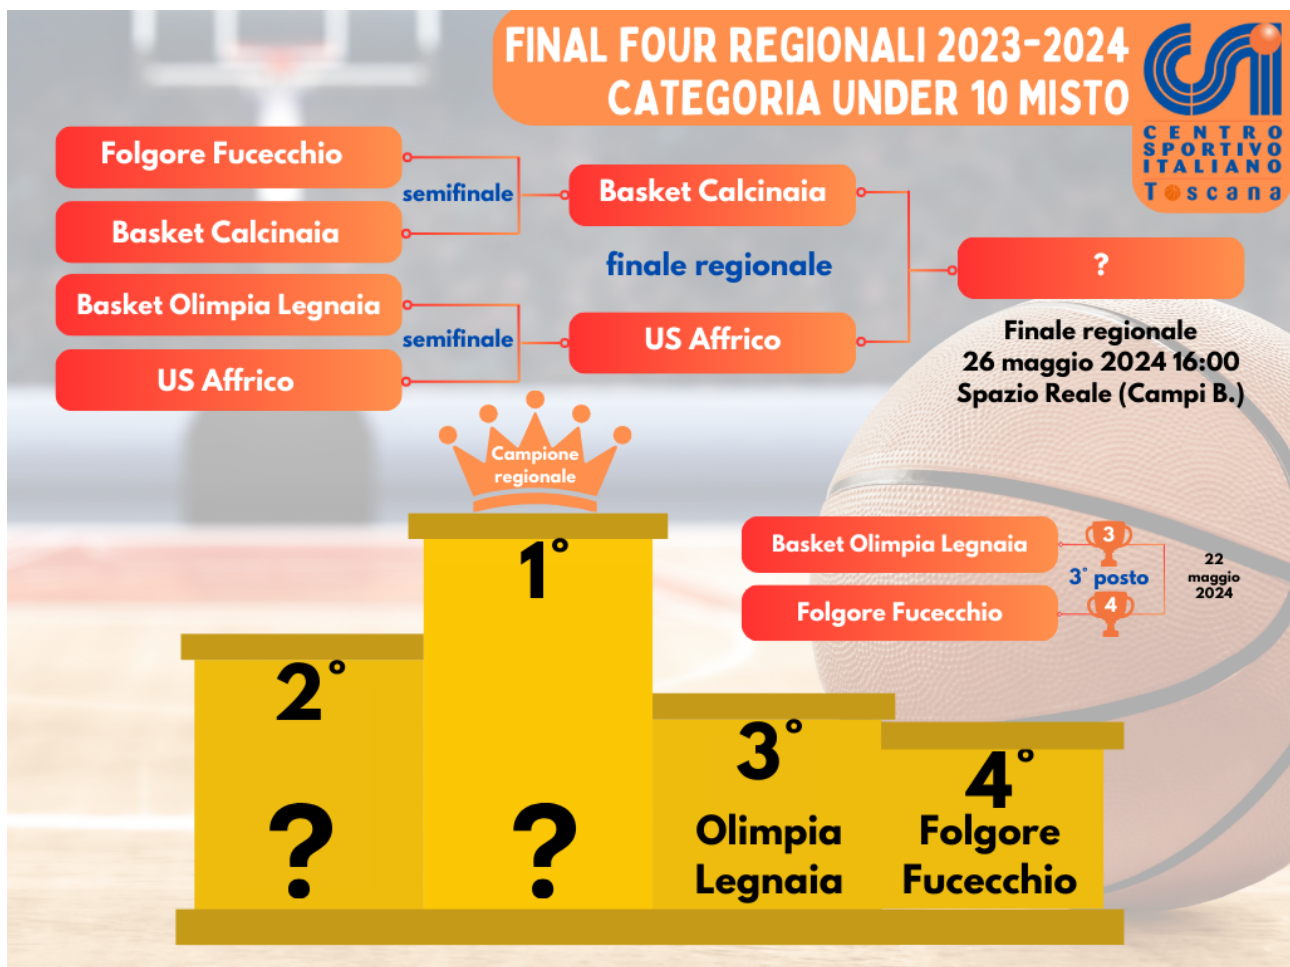 FINAL FOUR REGIONALI 2023-2024
CATEGORIA UNDER 10 MISTO
CSI
CENTRO
SPORTIVO
ITALIANO
Toscana
Folgore Fucecchio
semifinale
Basket Calcinaia
Basket Olimpia Legnaia
semifinale
US Affrico
Basket Calcinaia
finale regionale
US Affrico
?
Finale regionale
26 maggio 2024 16:00
Spazio Reale (Campi B.)
Campione
regionale
Basket Olimpia Legnaia
3
3° posto
Folgore Fucecchio
4
22
maggio
2024
1°
?
2°
?
3°
Olimpia
Legnaia
4°
Folgore
Fucecchio